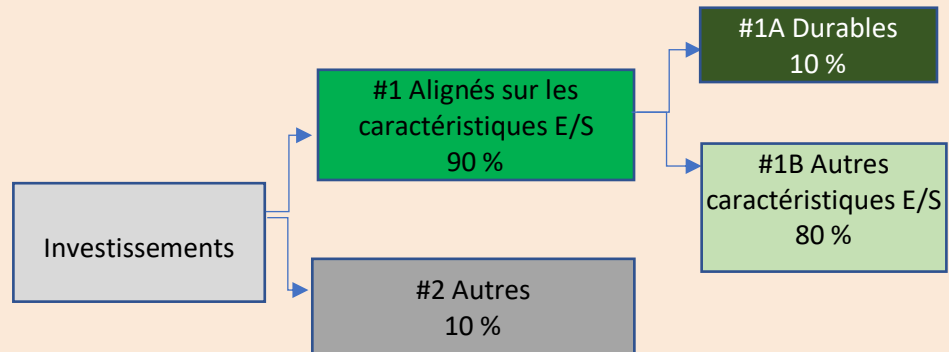 Investissements
#1 Alignés sur les
caractéristiques E/S
90 %
#2 Autres
10 %
#1A Durables
10 %
#1B Autres
caractéristiques E/S
80 %